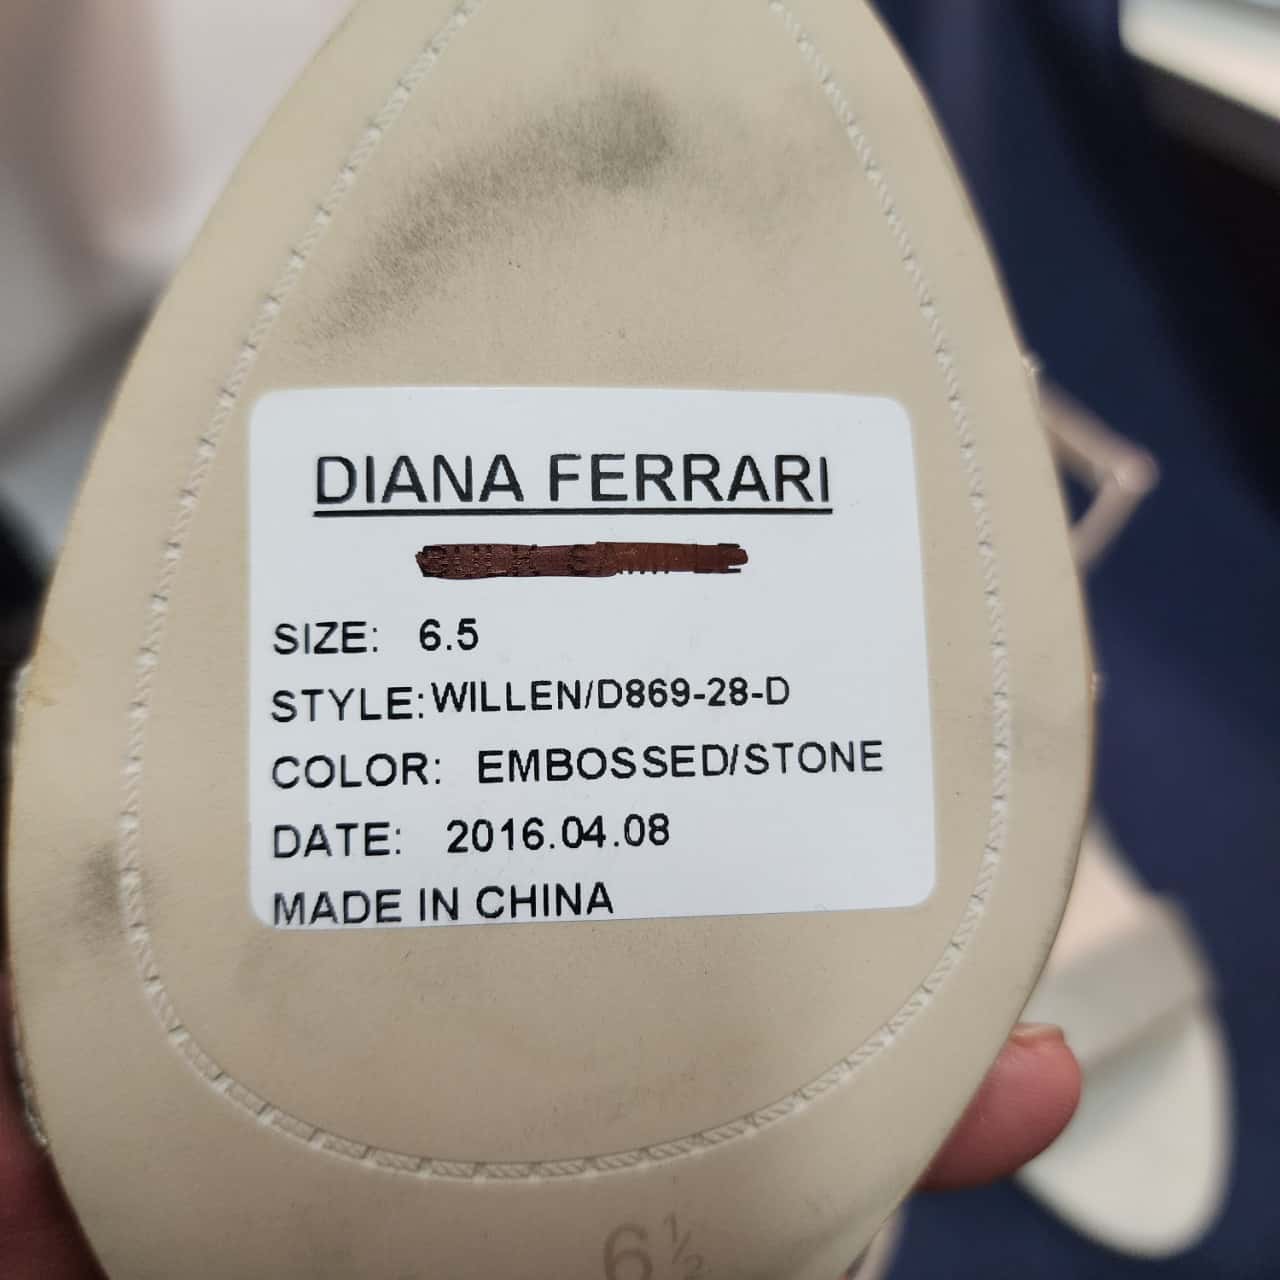 DIANA FERRARI
SIZE: 6.5
STYLE:WILLEN/D869-28-D
COLOR: EMBOSSED/STONE
DATE: 2016.04.08
MADE IN CHINA
6½